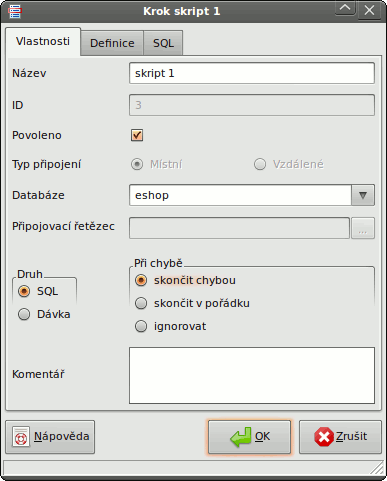 Krok skript 1
Vlastnosti Definice SQL
Název skript 1
ID 3
Povoleno
Typ připojení Místní Vzdálené
Databáze eshop
Připojovací řetězec ...
Druh
SQL
Dávka
Při chybě
skončit chybou
skončit v pořádku
ignorovat
Komentář
Nápověda OK Zrušit